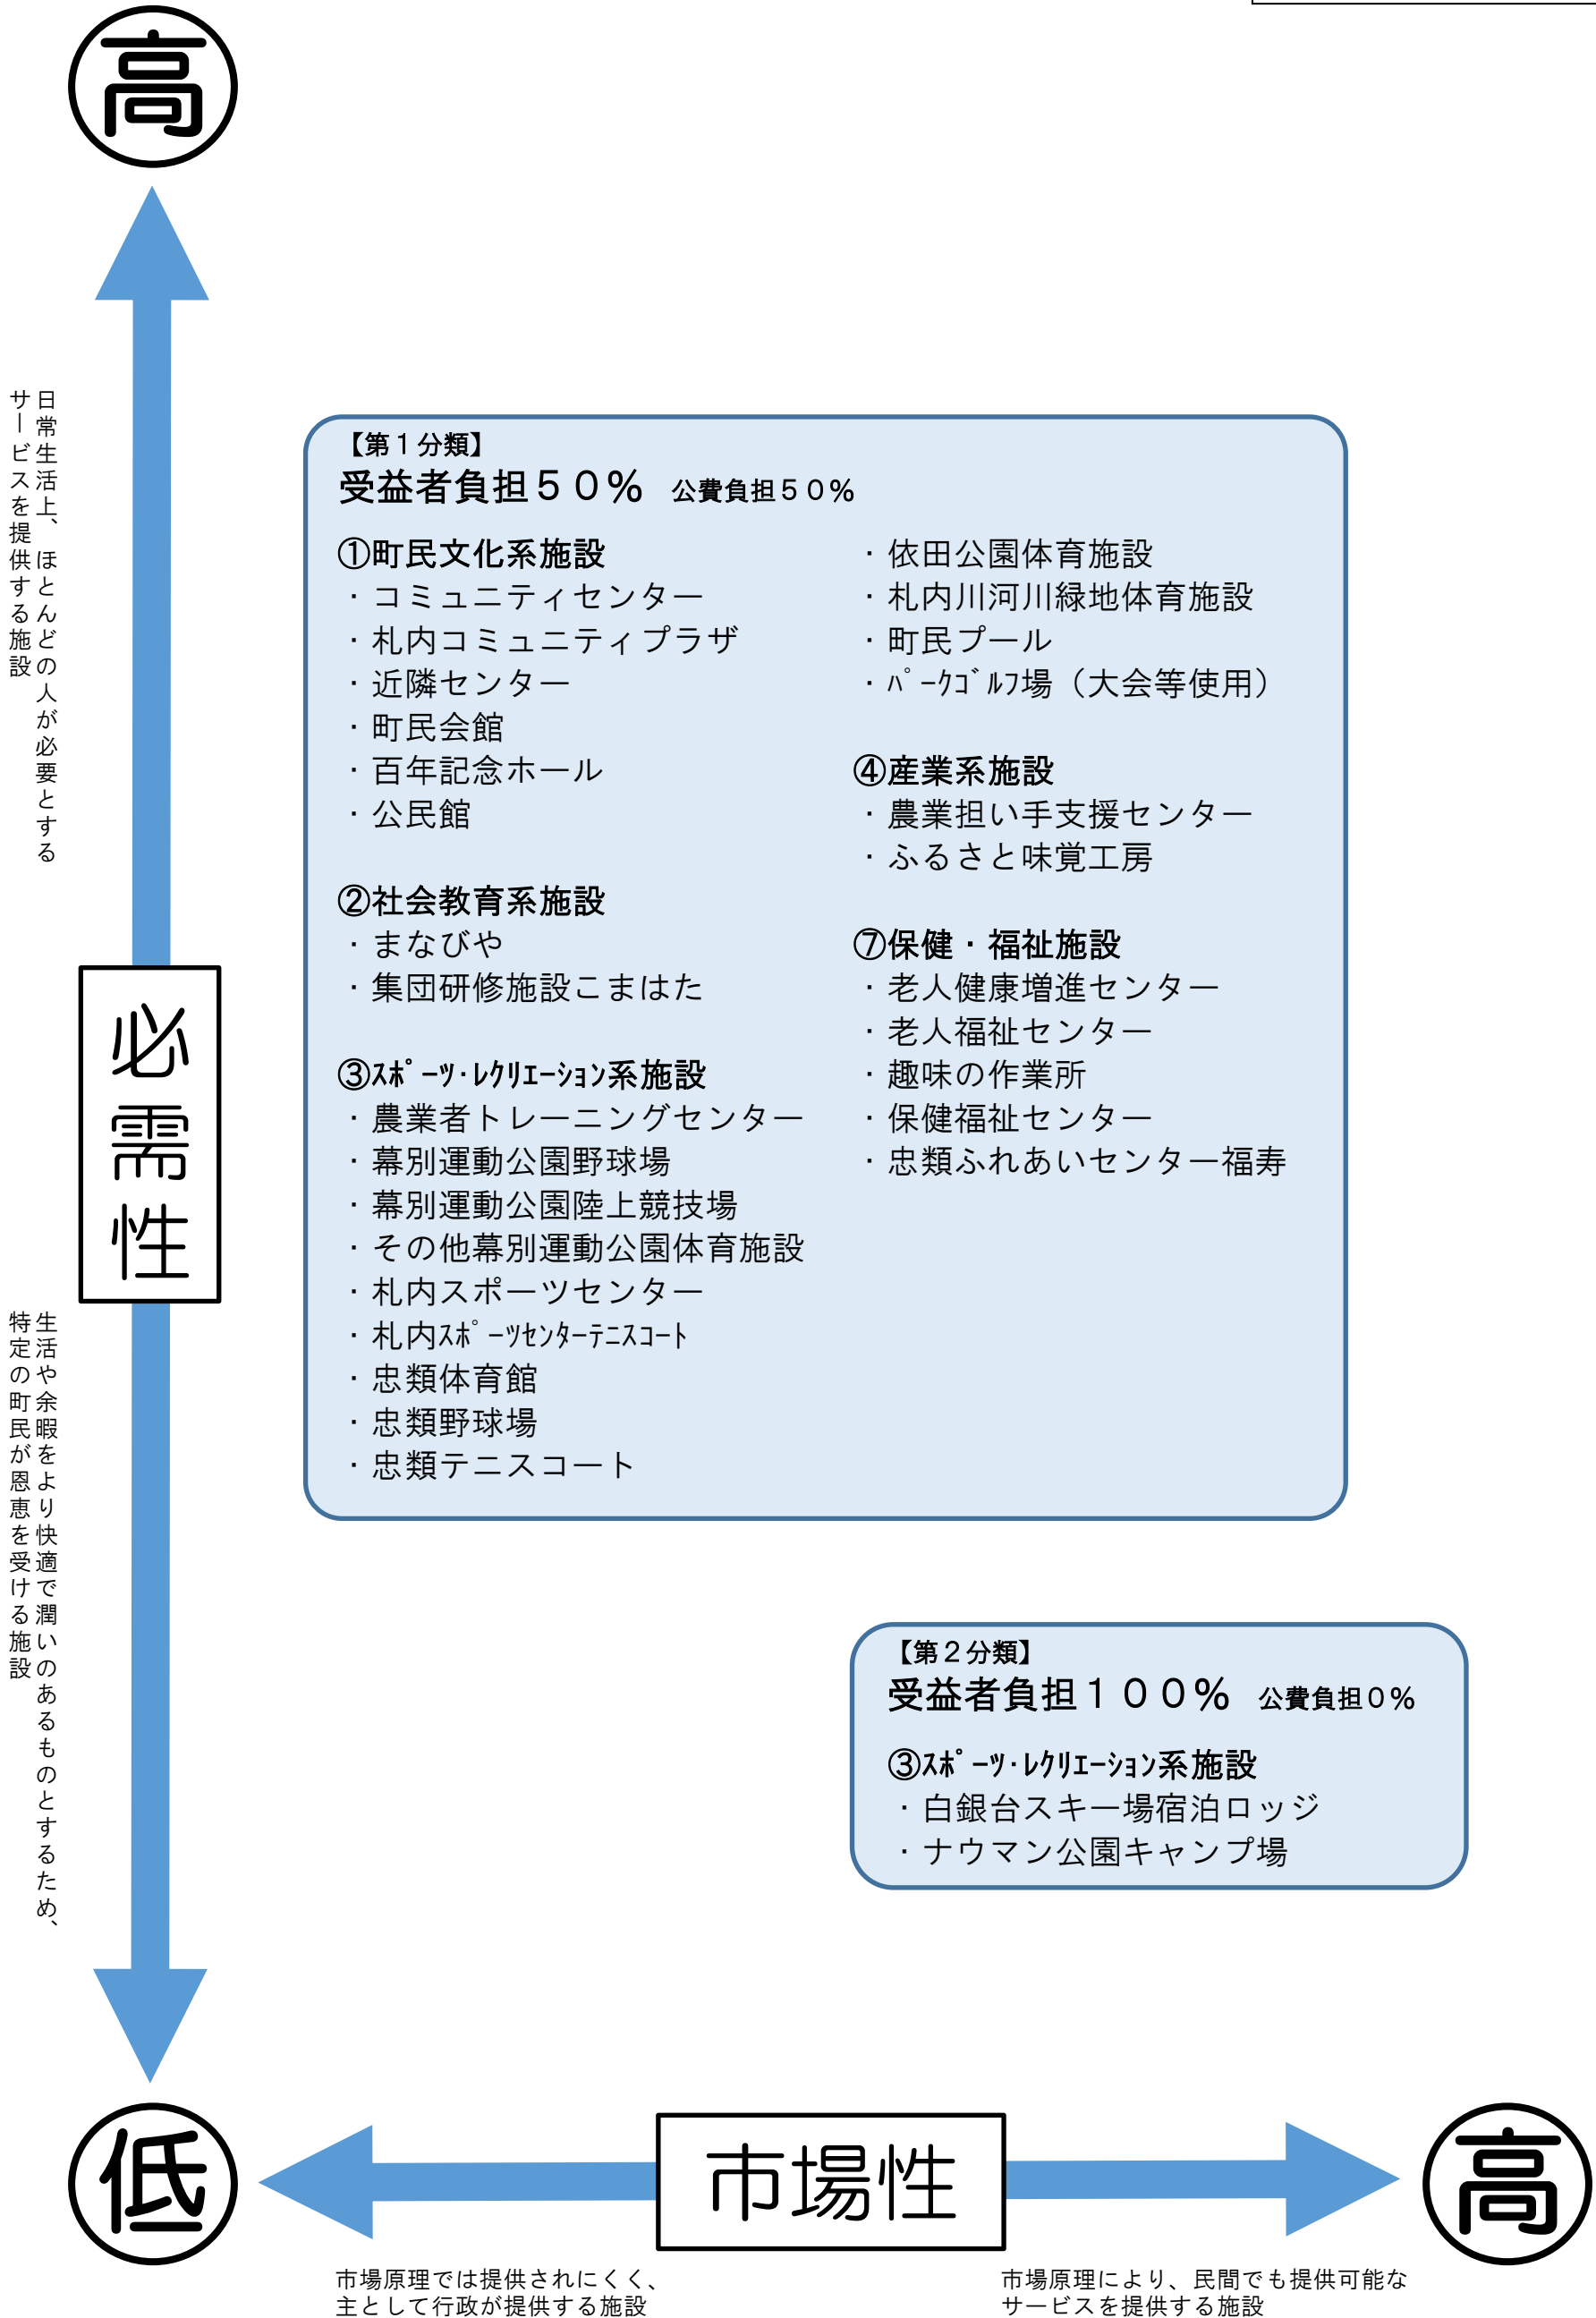 高
日常生活上、ほとんどの人が必要とする
サービスを提供する施設
必需性
生活や余暇をより快適で潤いのあるものとするため、
特定の町民が恩恵を受ける施設
【第１分類】
受益者負担５０％　公費負担５０％
①町民文化系施設
・コミュニティセンター
・札内コミュニティプラザ
・近隣センター
・町民会館
・百年記念ホール
・公民館
②社会教育系施設
・まなびや
・集団研修施設こまはた
③ｽﾎﾟｰﾂ･ﾚｸﾘｴｰｼｮﾝ系施設
・農業者トレーニングセンター
・幕別運動公園野球場
・幕別運動公園陸上競技場
・その他幕別運動公園体育施設
・札内スポーツセンター
・札内ｽﾎﾟｰﾂｾﾝﾀｰﾃﾆｽｺｰﾄ
・忠類体育館
・忠類野球場
・忠類テニスコート
・依田公園体育施設
・札内川河川緑地体育施設
・町民プール
・ﾊﾟｰｸｺﾞﾙﾌ場（大会等使用）
④産業系施設
・農業担い手支援センター
・ふるさと味覚工房
⑦保健・福祉施設
・老人健康増進センター
・老人福祉センター
・趣味の作業所
・保健福祉センター
・忠類ふれあいセンター福寿
【第２分類】
受益者負担１００％　公費負担０％
③ｽﾎﾟｰﾂ･ﾚｸﾘｴｰｼｮﾝ系施設
・白銀台スキー場宿泊ロッジ
・ナウマン公園キャンプ場
低
市場性
高
市場原理では提供されにくく、
主として行政が提供する施設
市場原理により、民間でも提供可能な
サービスを提供する施設